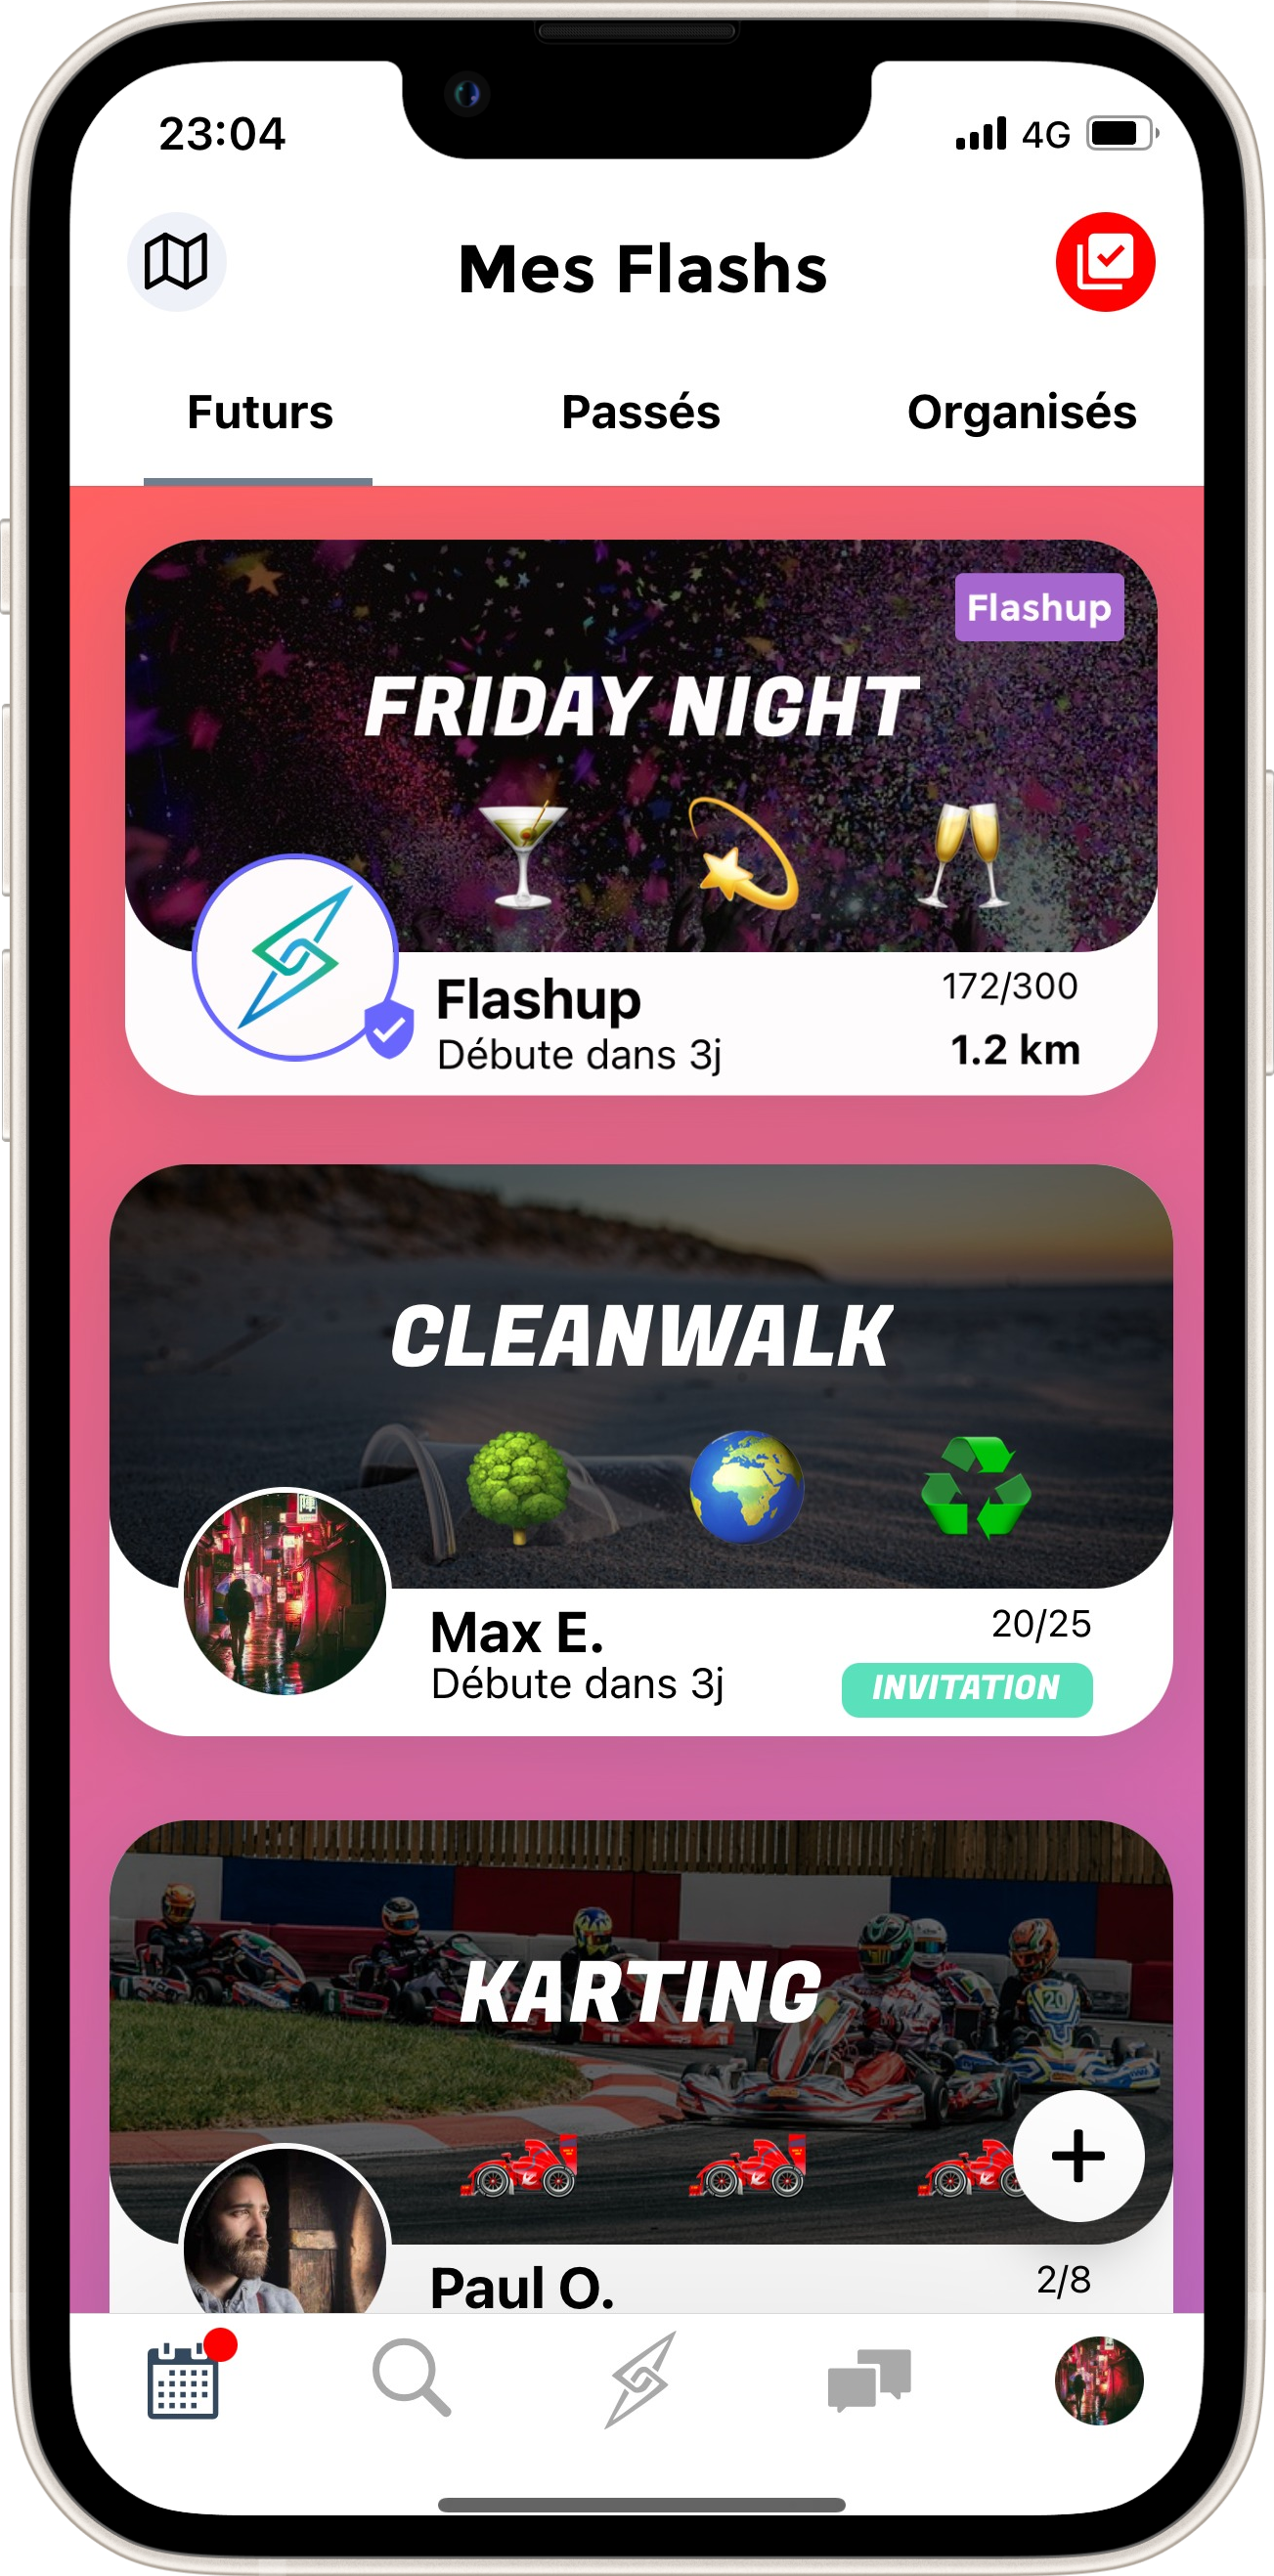 23:04
4G
Mes Flashs
Futurs
Passés
Organisés
Flashup
FRIDAY NIGHT
Flashup
172/300
Débute dans 3j
1.2 km
CLEANWALK
Max E.
20/25
Débute dans 3j
INVITATION
KARTING
20
Paul O.
2/8